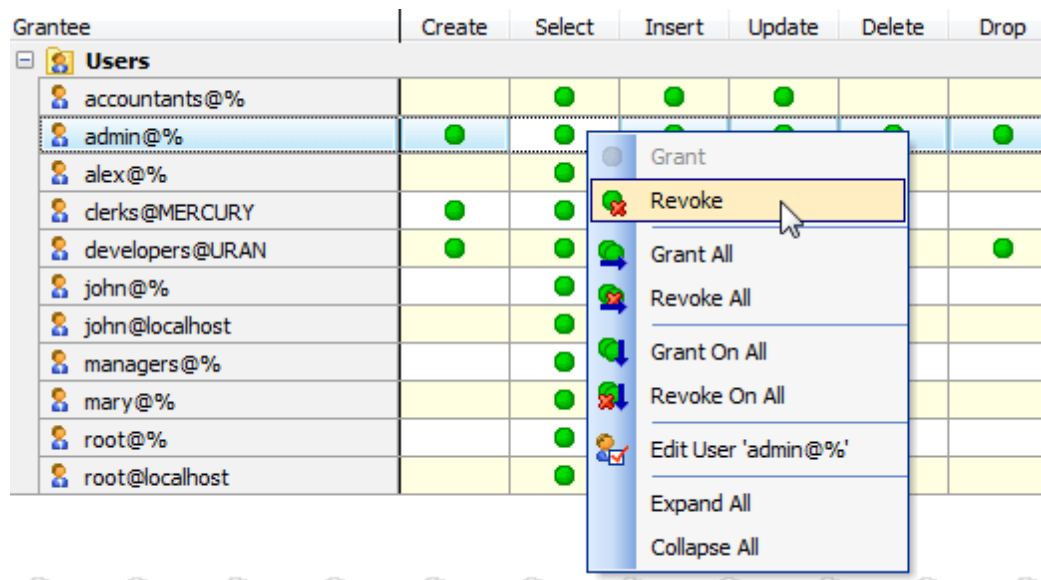 Grantee Create Select Insert Update Delete Drop
Users
accountants@%
admin@%
alex@%
clerks@MERCURY
developers@URAN
john@%
john@localhost
managers@%
mary@%
root@%
root@localhost
Grant
Revoke
Grant All
Revoke All
Grant On All
Revoke On All
Edit User 'admin@%'
Expand All
Collapse All